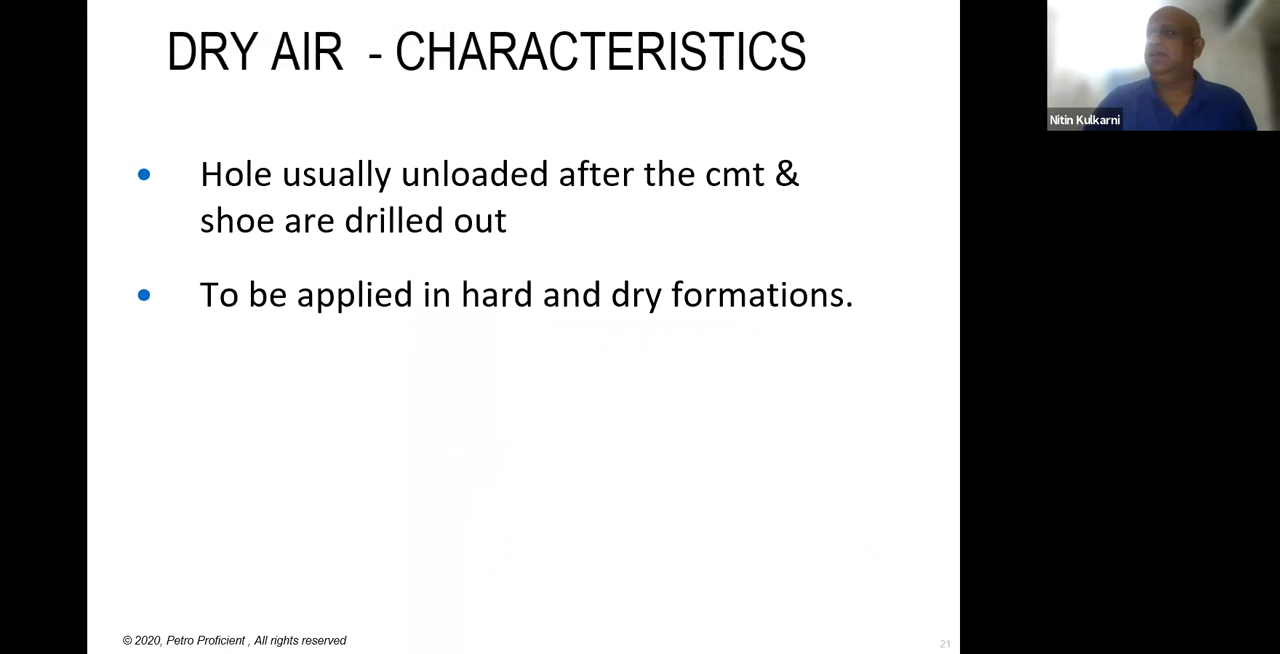 DRY AIR - CHARACTERISTICS
Nitin Kulkarni
• Hole usually unloaded after the cmt &
shoe are drilled out
• To be applied in hard and dry formations.
© 2020, Petro Proficient , All rights reserved
21